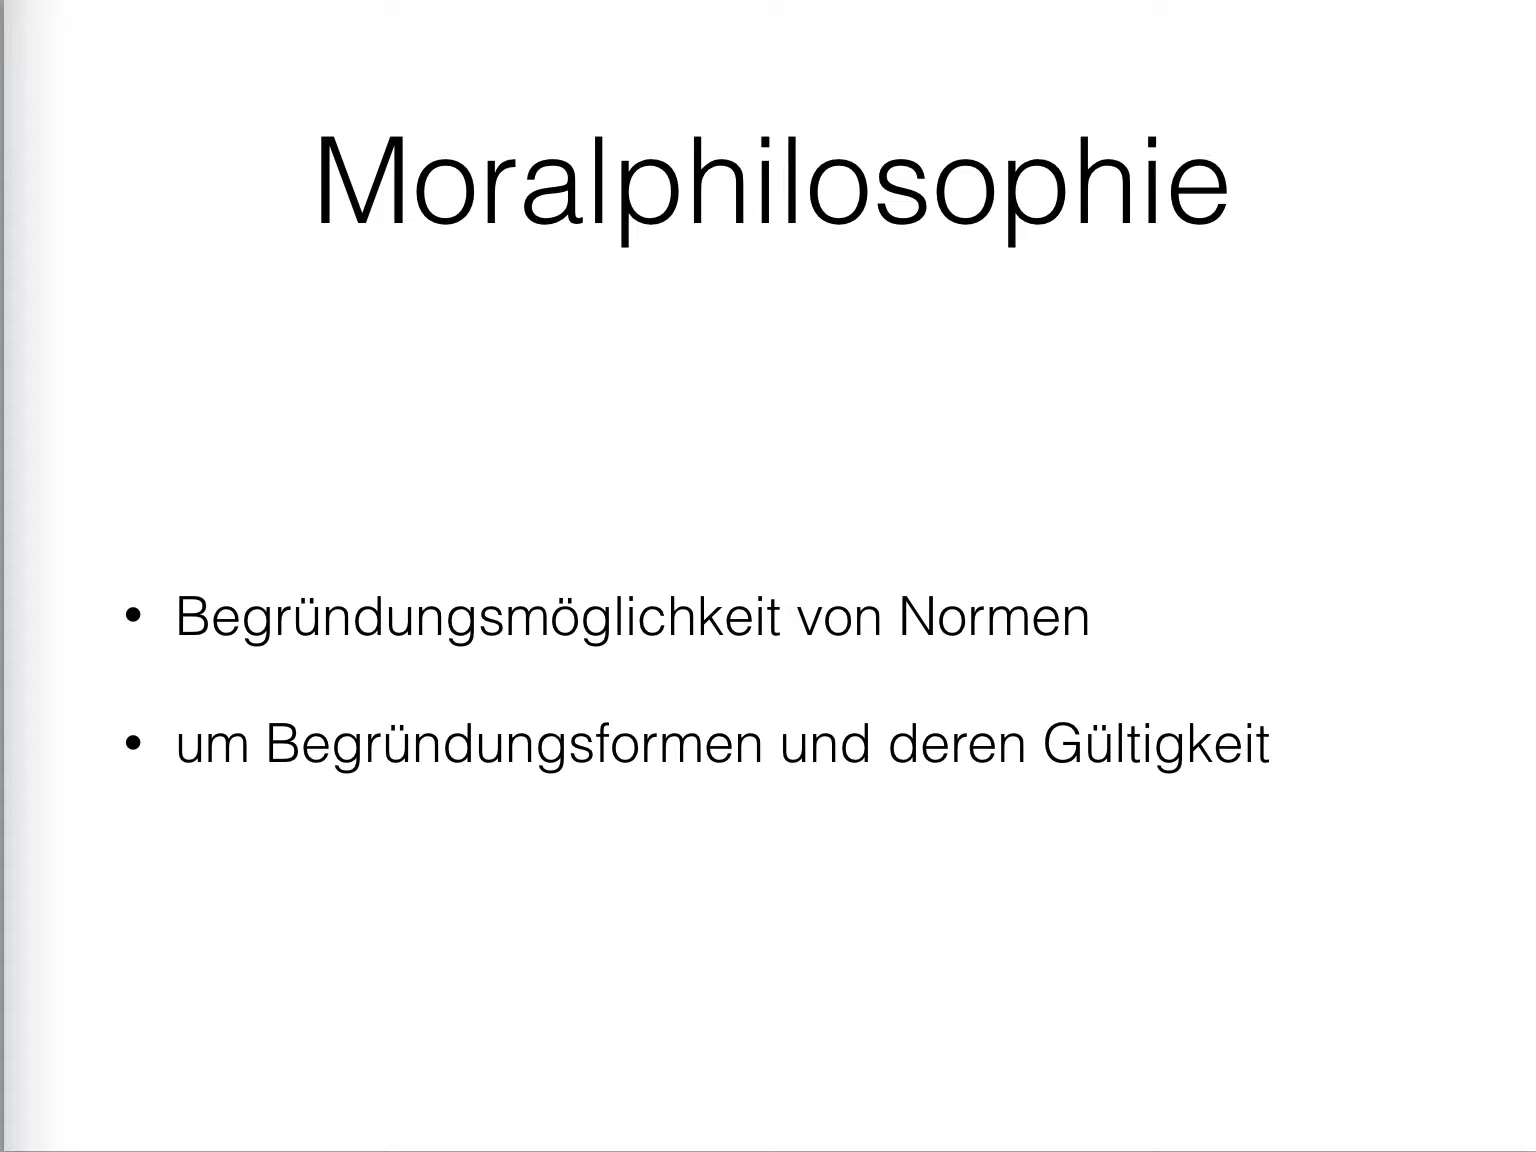 Moralphilosophie
• Begründungsmöglichkeit von Normen
• um Begründungsformen und deren Gültigkeit